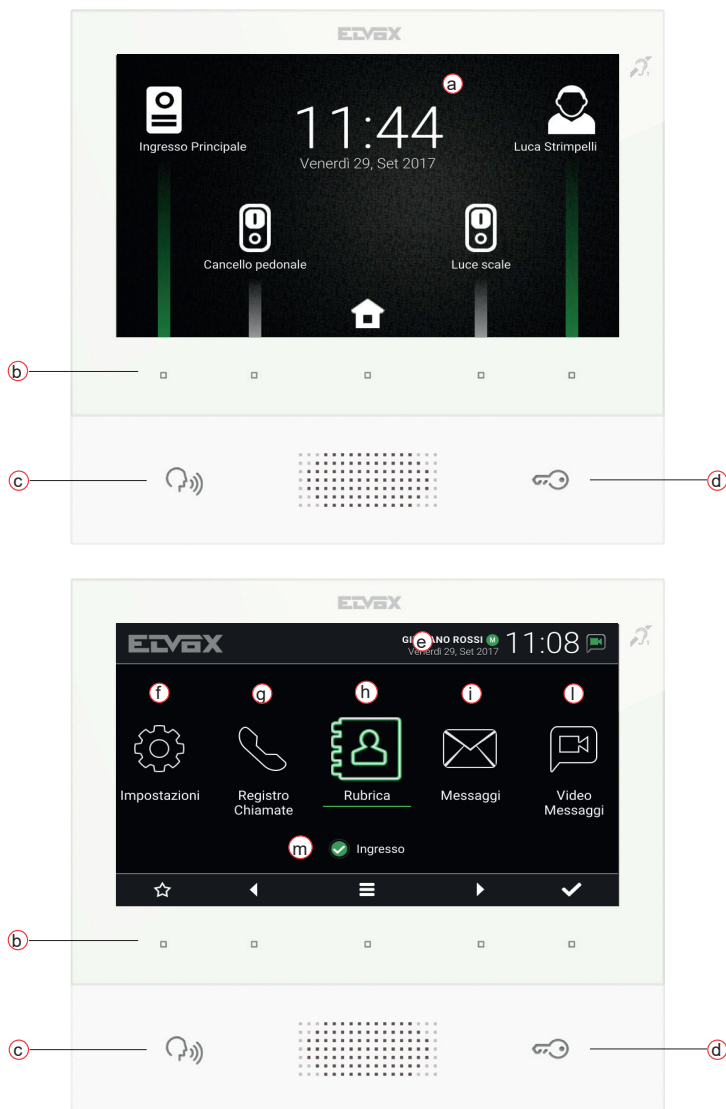 ELVOX
a
11:44
Venerdì 29, Set 2017
Ingresso Principale
Luca Strimpelli
Cancello pedonale
Luce scale
b
c
d
ELVOX
ELVOX
e
ROSSI M
Venerdì 29, Set 2017
11:08
f
g
h
i
l
Impostazioni
Registro
Chiamate
Rubrica
Messaggi
Video
Messaggi
m
Ingresso
b
c
d